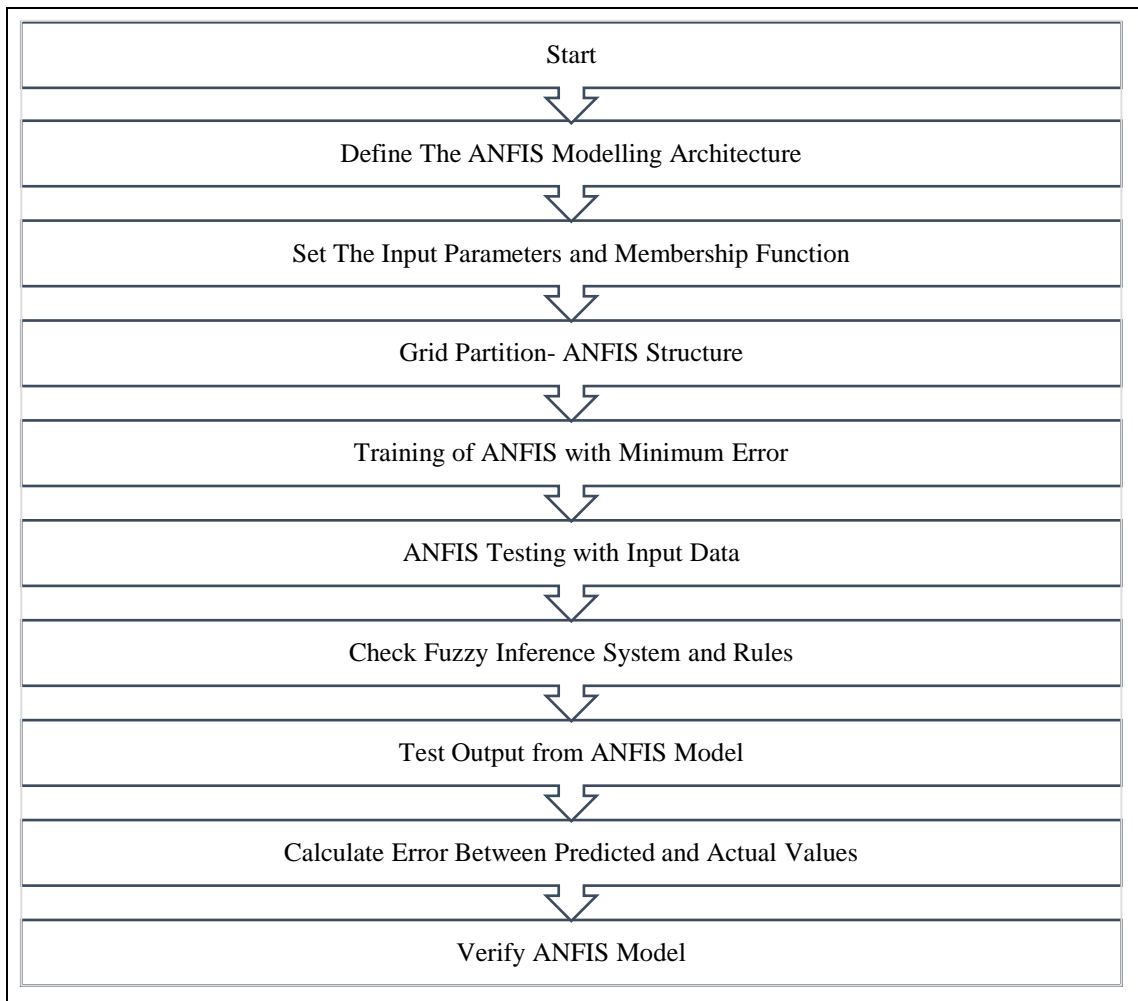 Start
Define The ANFIS Modelling Architecture
Set The Input Parameters and Membership Function
Grid Partition- ANFIS Structure
Training of ANFIS with Minimum Error
ANFIS Testing with Input Data
Check Fuzzy Inference System and Rules
Test Output from ANFIS Model
Calculate Error Between Predicted and Actual Values
Verify ANFIS Model